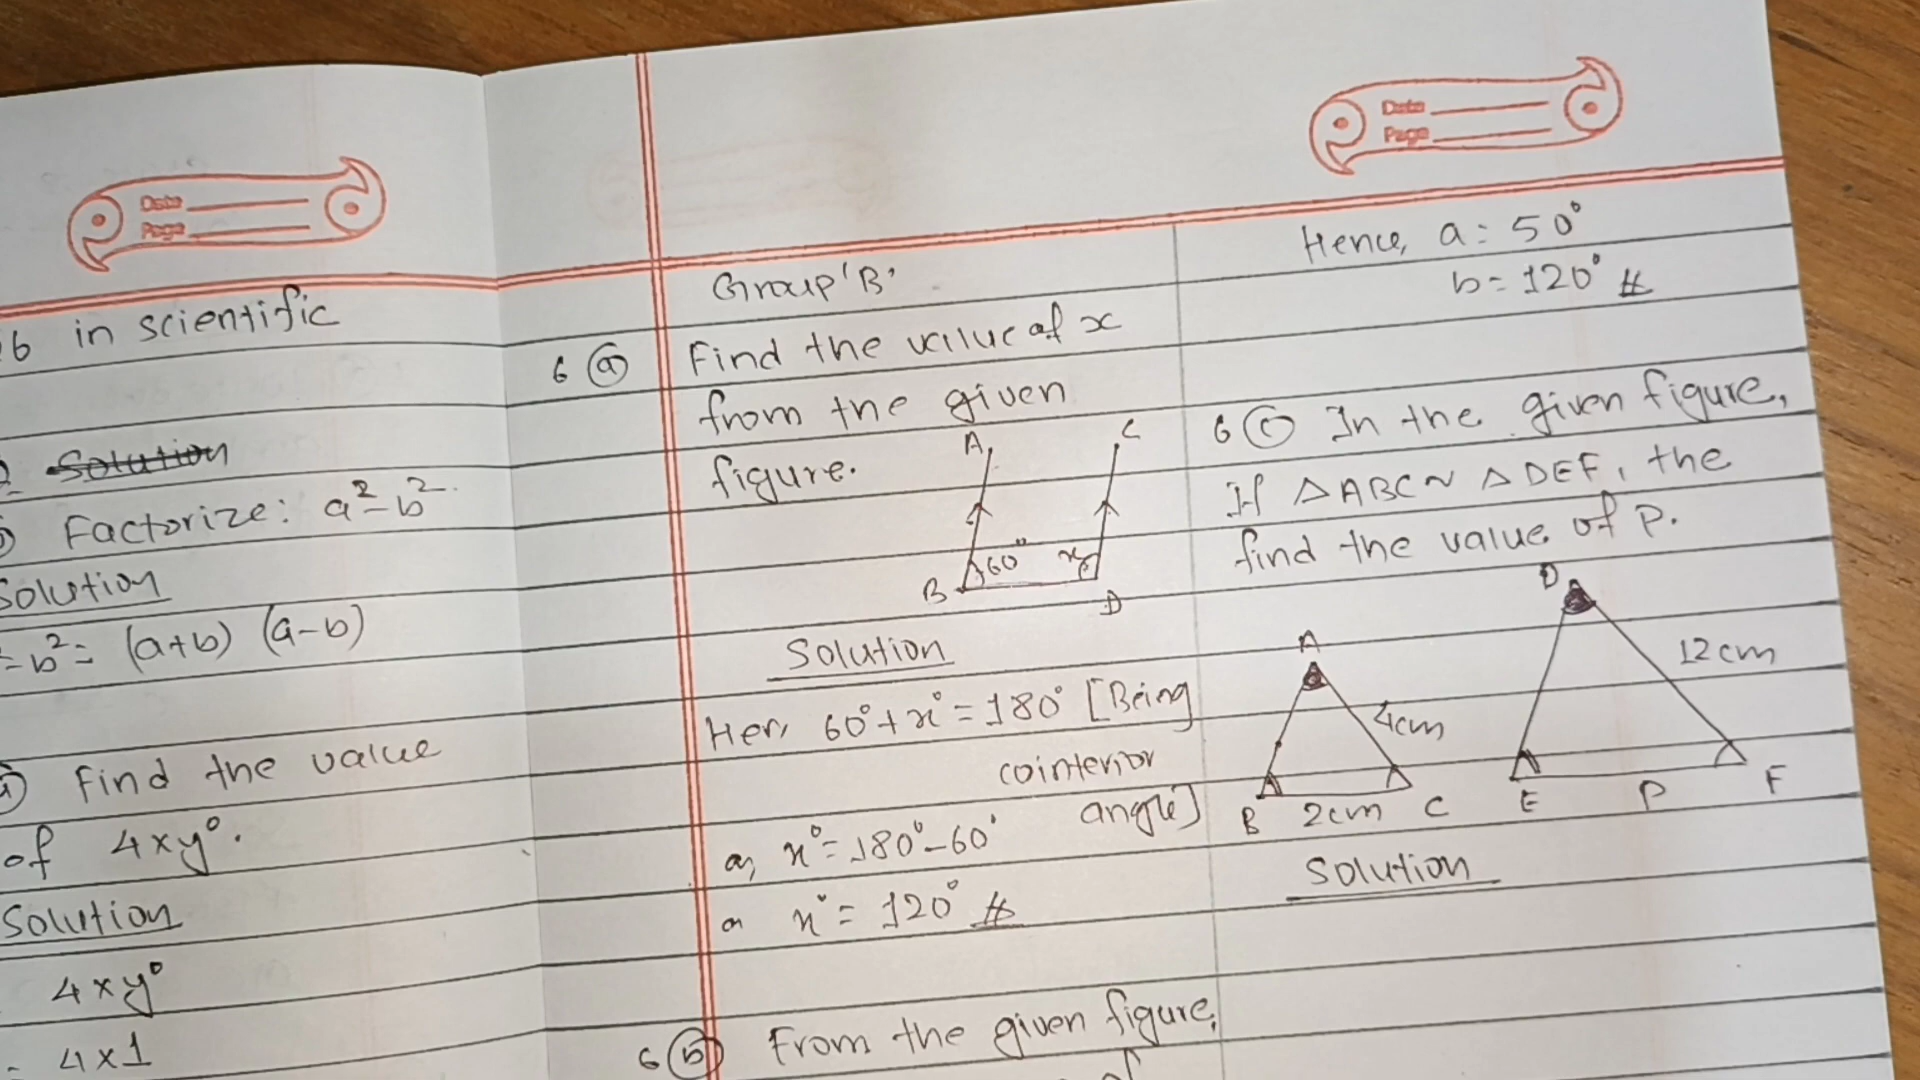 Date
Page
6 in scientific
Solution
Factorize: a²-b²
Solution
-b²= (a+b) (a-b)
Find the value
of 4xy°.
Solution
4xy°
= 4x1
Date
Page
Group 'B'
6 (a) Find the value of x
from the given
figure.
A C
60° x
B D
Solution
Her, 60°+x°=180° [Being
cointerior
angle]
or, x°=180°-60°
or x°= 120° #
6 (b) From the given figure,
Hence, a= 50°
b= 120° #
6 (c) In the given figure,
If △ABC~ △DEF, the
find the value of P.
D
A 12cm
4cm
B 2cm C E P F
Solution